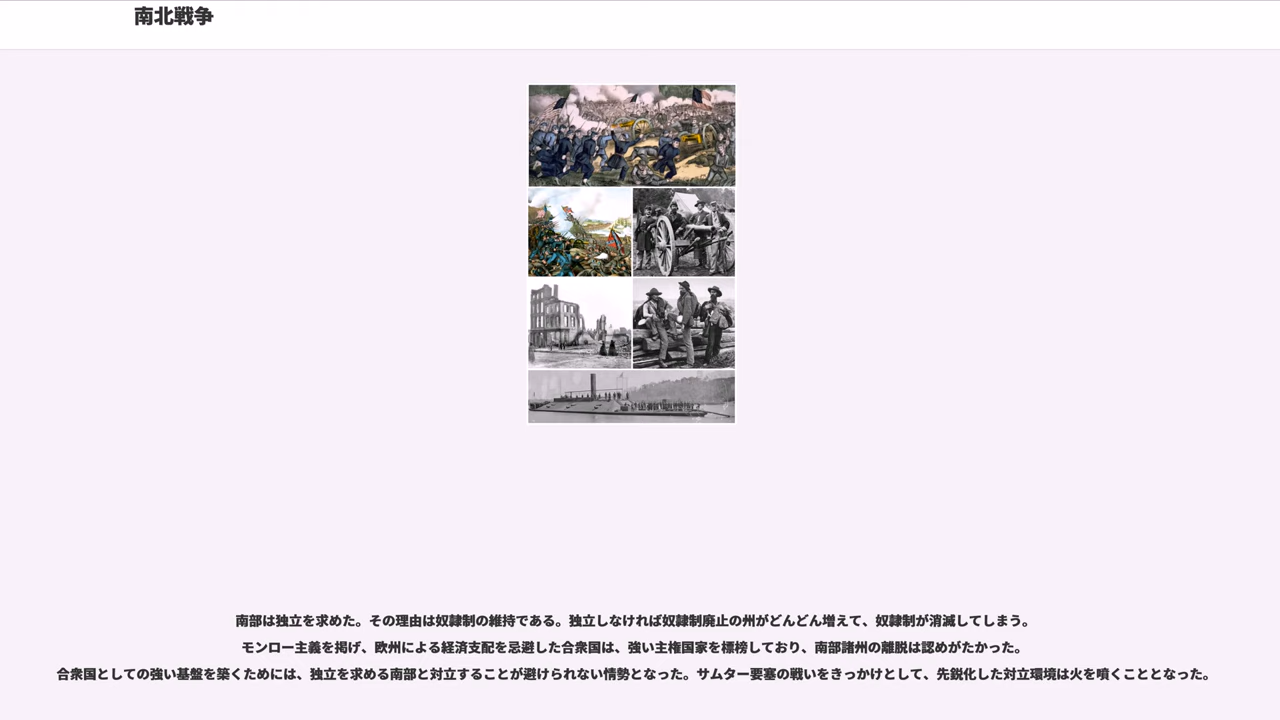 南北戦争
南部は独立を求めた。その理由は奴隷制の維持である。独立しなければ奴隷制廃止の州がどんどん増えて、奴隷制が消滅してしまう。
モンロー主義を掲げ、欧州による経済支配を忌避した合衆国は、強い主権国家を標榜しており、南部諸州の離脱は認めがたかった。
合衆国としての強い基盤を築くためには、独立を求める南部と対立することが避けられない情勢となった。サムター要塞の戦いをきっかけとして、先鋭化した対立環境は火を噴くこととなった。